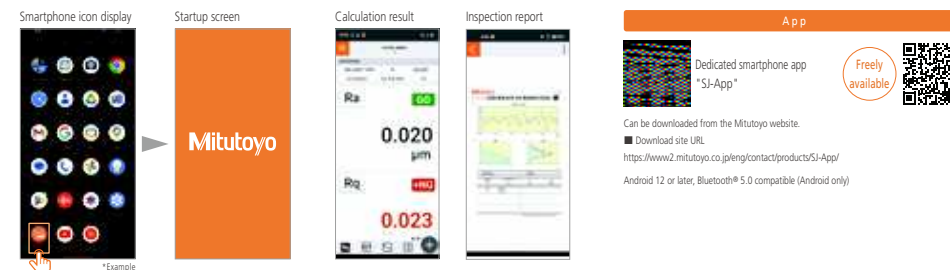 Smartphone icon display
Startup screen
Calculation result
Inspection report
Mitutoyo
Ra
GO
0.020
µm
Rq
+NG
0.023
*Example
App
Dedicated smartphone app
"SJ-App"
Freely
available
Can be downloaded from the Mitutoyo website.
■ Download site URL
https://www2.mitutoyo.co.jp/eng/contact/products/SJ-App/
Android 12 or later, Bluetooth® 5.0 compatible (Android only)